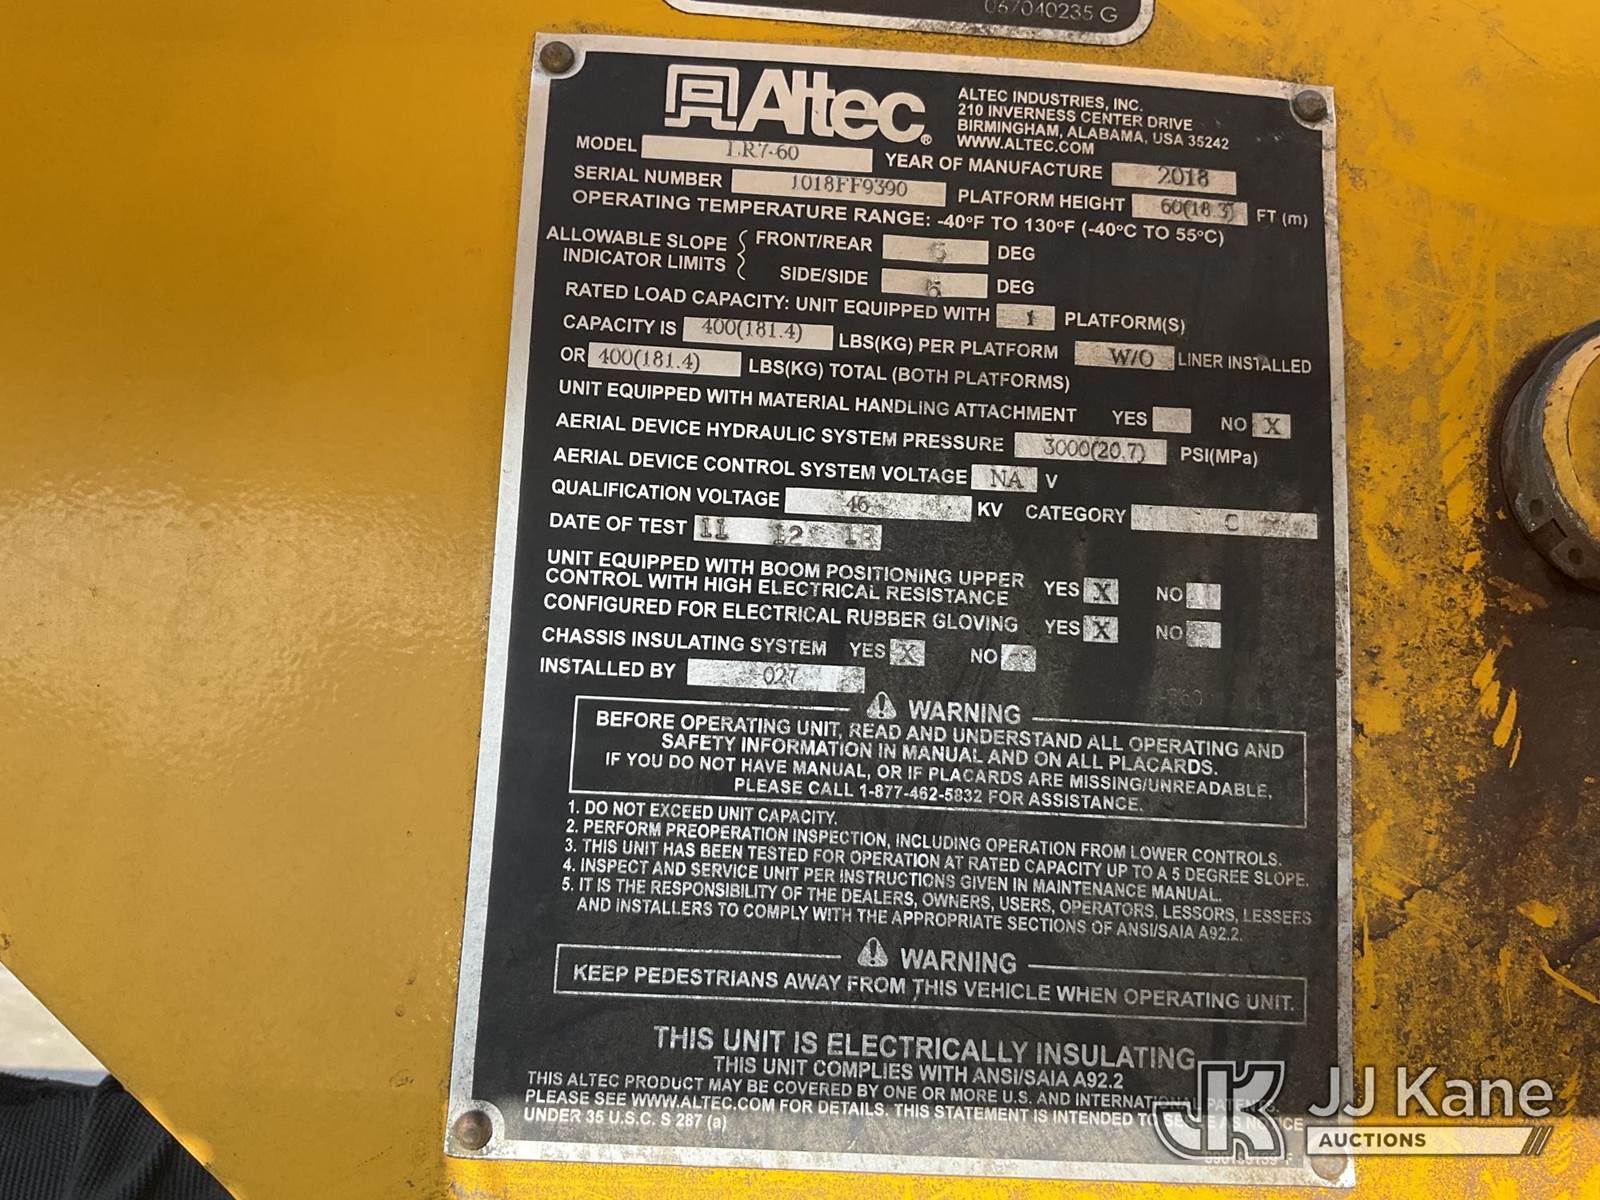 067040235 G
Altec®
ALTEC INDUSTRIES, INC.
210 INVERNESS CENTER DRIVE
BIRMINGHAM, ALABAMA, USA 35242
WWW.ALTEC.COM
MODEL LR7-60 YEAR OF MANUFACTURE 2018
SERIAL NUMBER 1018FF9390 PLATFORM HEIGHT 60(18.3) FT (m)
OPERATING TEMPERATURE RANGE: -40°F TO 130°F (-40°C TO 55°C)
ALLOWABLE SLOPE INDICATOR LIMITS { FRONT/REAR 5 DEG
SIDE/SIDE 5 DEG
RATED LOAD CAPACITY: UNIT EQUIPPED WITH 1 PLATFORM(S)
CAPACITY IS 400(181.4) LBS(KG) PER PLATFORM W/O LINER INSTALLED
OR 400(181.4) LBS(KG) TOTAL (BOTH PLATFORMS)
UNIT EQUIPPED WITH MATERIAL HANDLING ATTACHMENT YES NO X
AERIAL DEVICE HYDRAULIC SYSTEM PRESSURE 3000(20.7) PSI(MPa)
AERIAL DEVICE CONTROL SYSTEM VOLTAGE NA V
QUALIFICATION VOLTAGE 46 KV CATEGORY C
DATE OF TEST 11 12 18
UNIT EQUIPPED WITH BOOM POSITIONING UPPER
CONTROL WITH HIGH ELECTRICAL RESISTANCE YES X NO
CONFIGURED FOR ELECTRICAL RUBBER GLOVING YES X NO
CHASSIS INSULATING SYSTEM YES X NO
INSTALLED BY 027
WARNING
BEFORE OPERATING UNIT, READ AND UNDERSTAND ALL OPERATING AND
SAFETY INFORMATION IN MANUAL AND ON ALL PLACARDS.
IF YOU DO NOT HAVE MANUAL, OR IF PLACARDS ARE MISSING/UNREADABLE,
PLEASE CALL 1-877-462-5832 FOR ASSISTANCE.
1. DO NOT EXCEED UNIT CAPACITY.
2. PERFORM PREOPERATION INSPECTION, INCLUDING OPERATION FROM LOWER CONTROLS.
3. THIS UNIT HAS BEEN TESTED FOR OPERATION AT RATED CAPACITY UP TO A 5 DEGREE SLOPE.
4. INSPECT AND SERVICE UNIT PER INSTRUCTIONS GIVEN IN MAINTENANCE MANUAL.
5. IT IS THE RESPONSIBILITY OF THE DEALERS, OWNERS, USERS, OPERATORS, LESSORS, LESSEES
AND INSTALLERS TO COMPLY WITH THE APPROPRIATE SECTIONS OF ANSI/SAIA A92.2.
WARNING
KEEP PEDESTRIANS AWAY FROM THIS VEHICLE WHEN OPERATING UNIT.
THIS UNIT IS ELECTRICALLY INSULATING
THIS UNIT COMPLIES WITH ANSI/SAIA A92.2
THIS ALTEC PRODUCT MAY BE COVERED BY ONE OR MORE U.S. AND INTERNATIONAL PATENTS.
PLEASE SEE WWW.ALTEC.COM FOR DETAILS. THIS STATEMENT IS INTENDED TO SERVE AS NOTICE
UNDER 35 U.S.C. S 287 (a)
JK JJ Kane
AUCTIONS